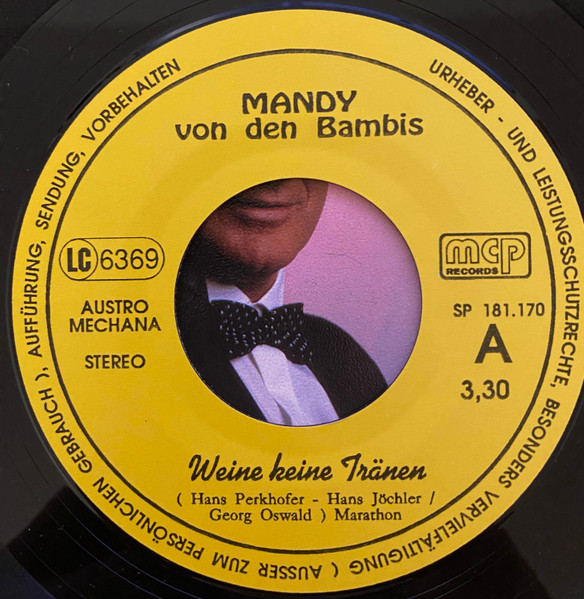 MANDY
von den Bambis
URHEBER - UND LEISTUNGSSCHUTZRECHTE, BESONDERS VERVIELFÄLTIGUNG ( AUSSER ZUM PERSÖNLICHEN GEBRAUCH ), AUFFÜHRUNG, SENDUNG, VORBEHALTEN
LC 6369
AUSTRO
MECHANA
STEREO
mcp
RECORDS
SP 181.170
A
3,30
Weine keine Tränen
( Hans Perkhofer - Hans Jöchler /
Georg Oswald ) Marathon